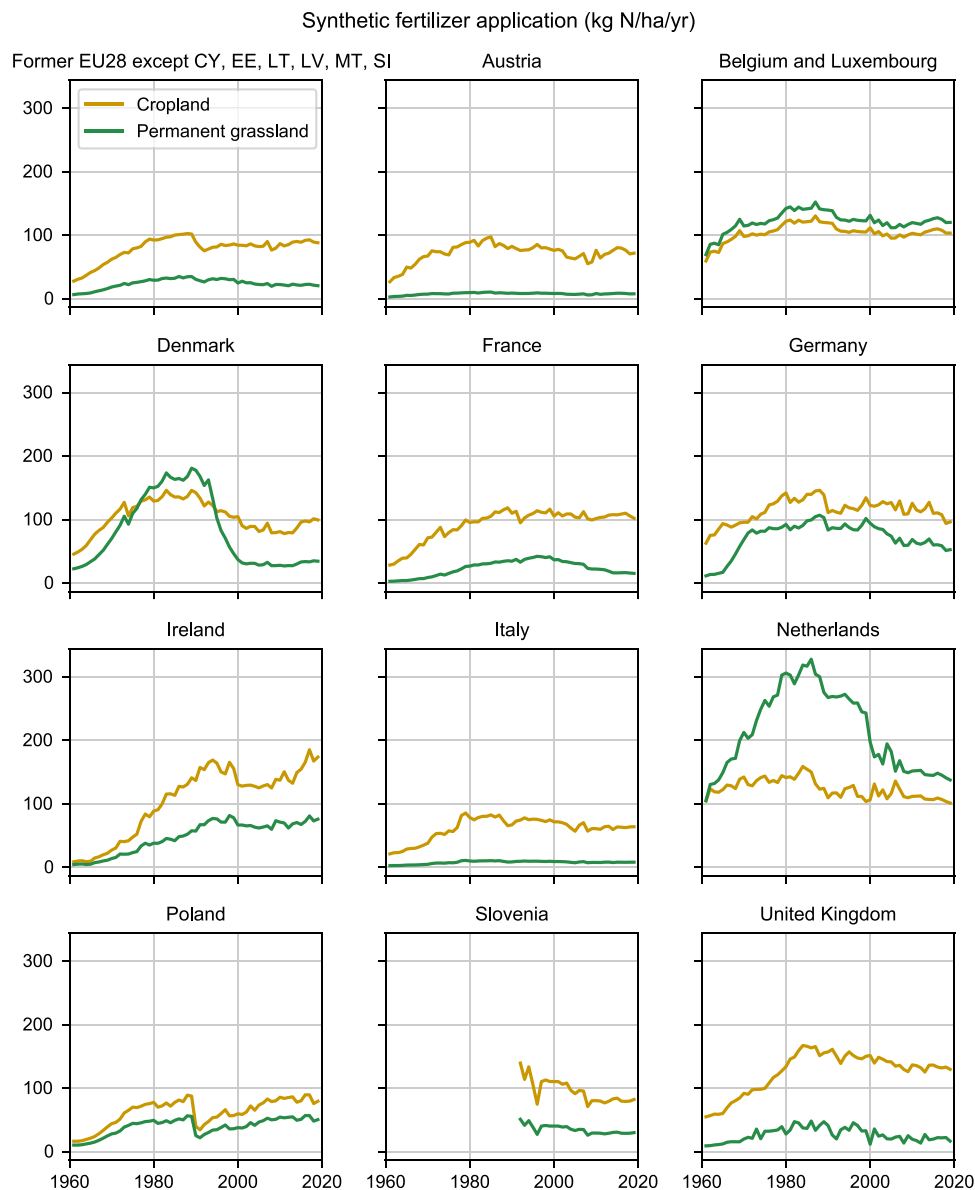 Synthetic fertilizer application (kg N/ha/yr)
Former EU28 except CY, EE, LT, LV, MT, SI
Austria
Belgium and Luxembourg
300
200
100
0
Cropland
Permanent grassland
Denmark
France
Germany
300
200
100
0
Ireland
Italy
Netherlands
300
200
100
0
Poland
Slovenia
United Kingdom
300
200
100
0
1960 1980 2000 2020
1960 1980 2000 2020
1960 1980 2000 2020